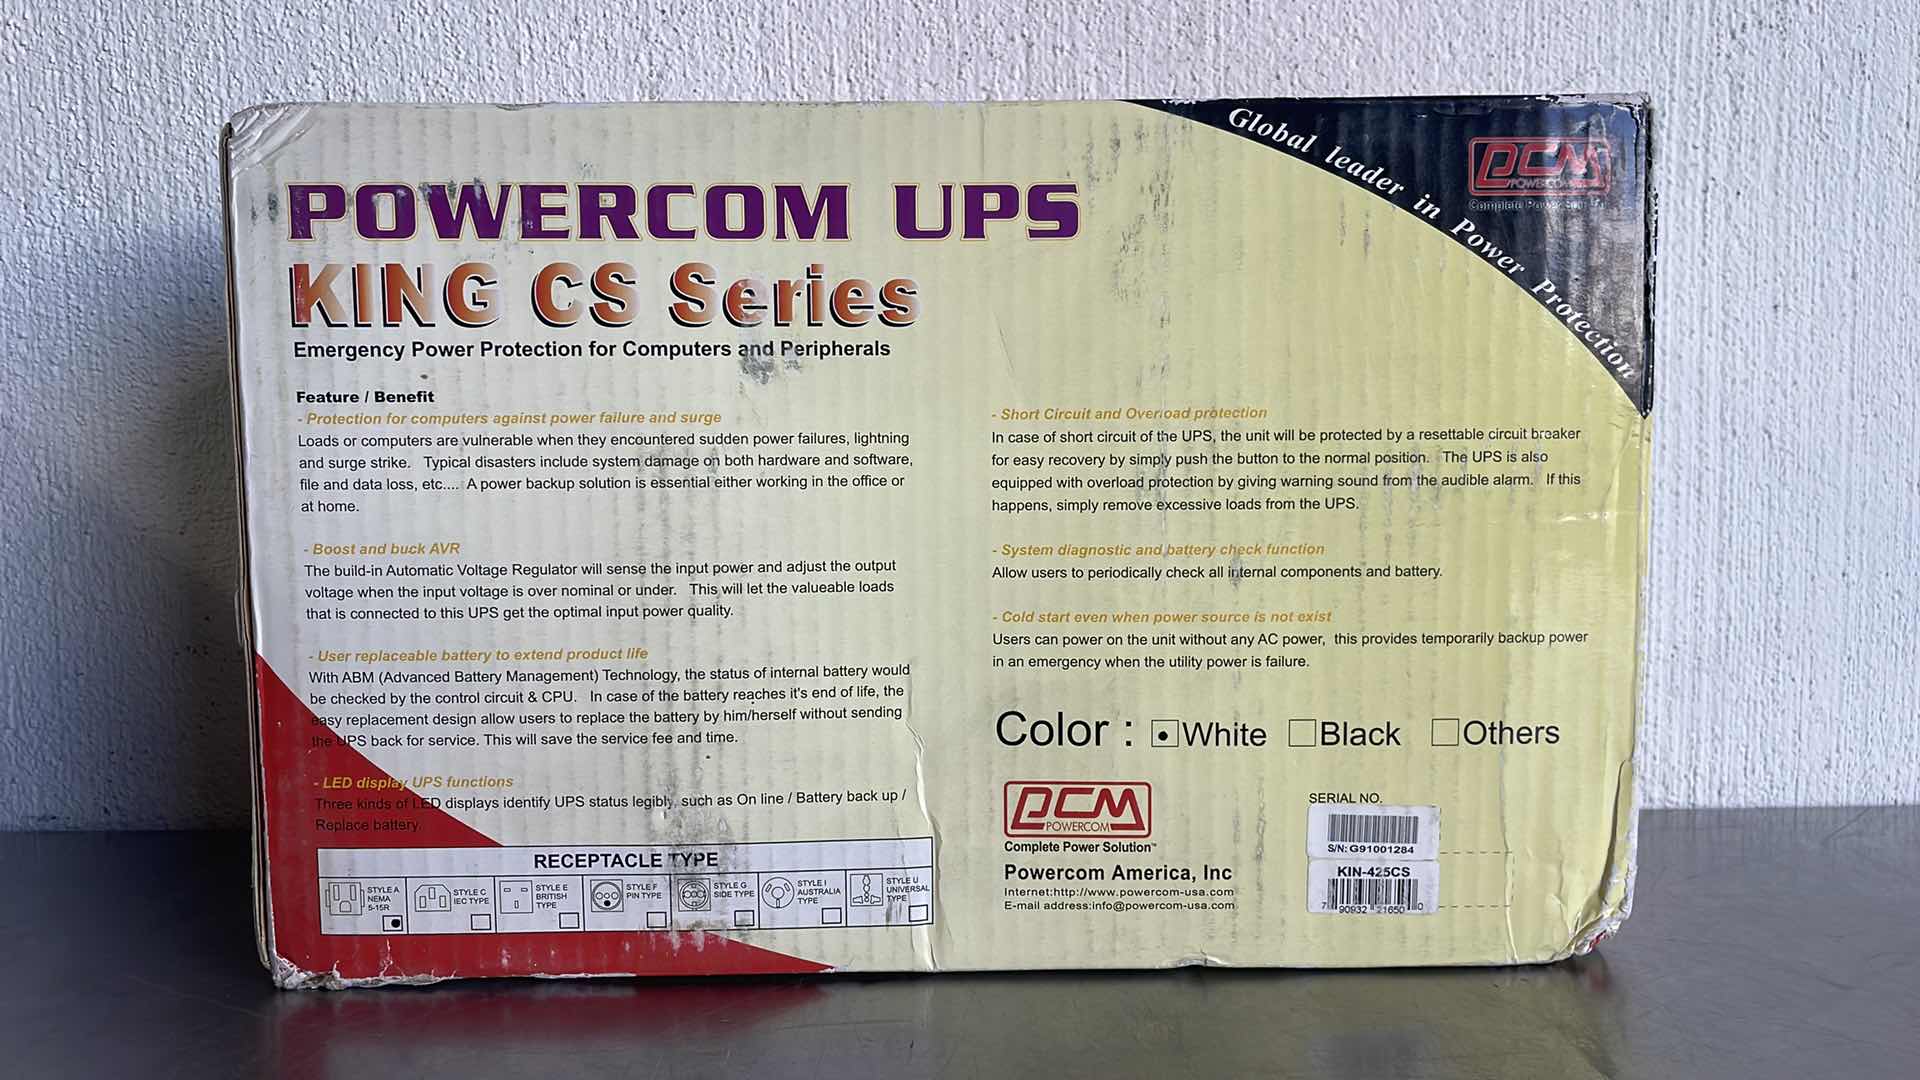 Global leader in Power Protection
PCM
POWERCOM
Complete Power Solution
POWERCOM UPS
KING CS Series
Emergency Power Protection for Computers and Peripherals
Feature / Benefit
- Protection for computers against power failure and surge
Loads or computers are vulnerable when they encountered sudden power failures, lightning
and surge strike. Typical disasters include system damage on both hardware and software,
file and data loss, etc.... A power backup solution is essential either working in the office or
at home.
- Boost and buck AVR
The build-in Automatic Voltage Regulator will sense the input power and adjust the output
voltage when the input voltage is over nominal or under. This will let the valueable loads
that is connected to this UPS get the optimal input power quality.
- User replaceable battery to extend product life
With ABM (Advanced Battery Management) Technology, the status of internal battery would
be checked by the control circuit & CPU. In case of the battery reaches it's end of life, the
easy replacement design allow users to replace the battery by him/herself without sending
the UPS back for service. This will save the service fee and time.
- LED display UPS functions
Three kinds of LED displays identify UPS status legibly, such as On line / Battery back up /
Replace battery.
RECEPTACLE TYPE
STYLE A
NEMA
5-15R
STYLE C
IEC TYPE
STYLE E
BRITISH
TYPE
STYLE F
PIN TYPE
STYLE G
SIDE TYPE
STYLE I
AUSTRALIA
TYPE
STYLE U
UNIVERSAL
TYPE
- Short Circuit and Overload protection
In case of short circuit of the UPS, the unit will be protected by a resettable circuit breaker
for easy recovery by simply push the button to the normal position. The UPS is also
equipped with overload protection by giving warning sound from the audible alarm. If this
happens, simply remove excessive loads from the UPS.
- System diagnostic and battery check function
Allow users to periodically check all internal components and battery.
- Cold start even when power source is not exist
Users can power on the unit without any AC power, this provides temporarily backup power
in an emergency when the utility power is failure.
Color : White Black Others
PCM
POWERCOM
Complete Power Solution™
Powercom America, Inc
Internet:http://www.powercom-usa.com
E-mail address:info@powercom-usa.com
SERIAL NO.
S/N: G91001284
KIN-425CS
7 90932 21650 0